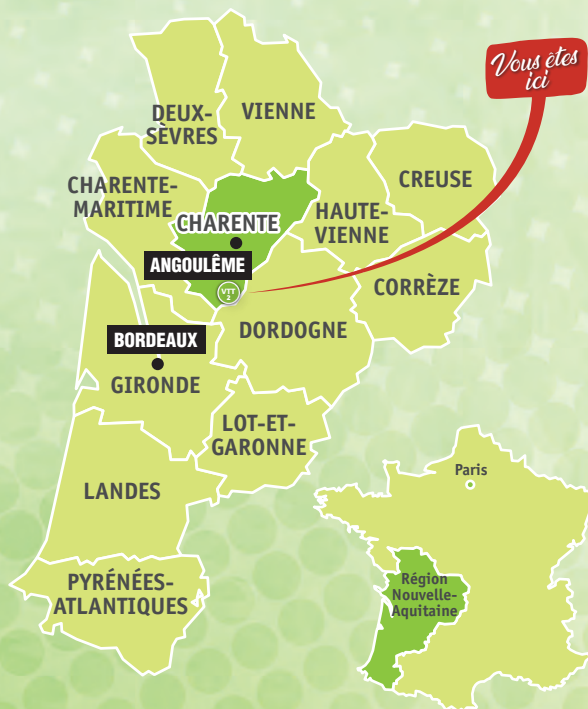 Vous êtes
ici
DEUX-
SÈVRES
VIENNE
CHARENTE-
MARITIME
CREUSE
CHARENTE
HAUTE-
VIENNE
ANGOULÊME
CORRÈZE
VTT
2
BORDEAUX
DORDOGNE
GIRONDE
LOT-ET-
GARONNE
LANDES
PYRÉNÉES-
ATLANTIQUES
Paris
Région
Nouvelle-
Aquitaine